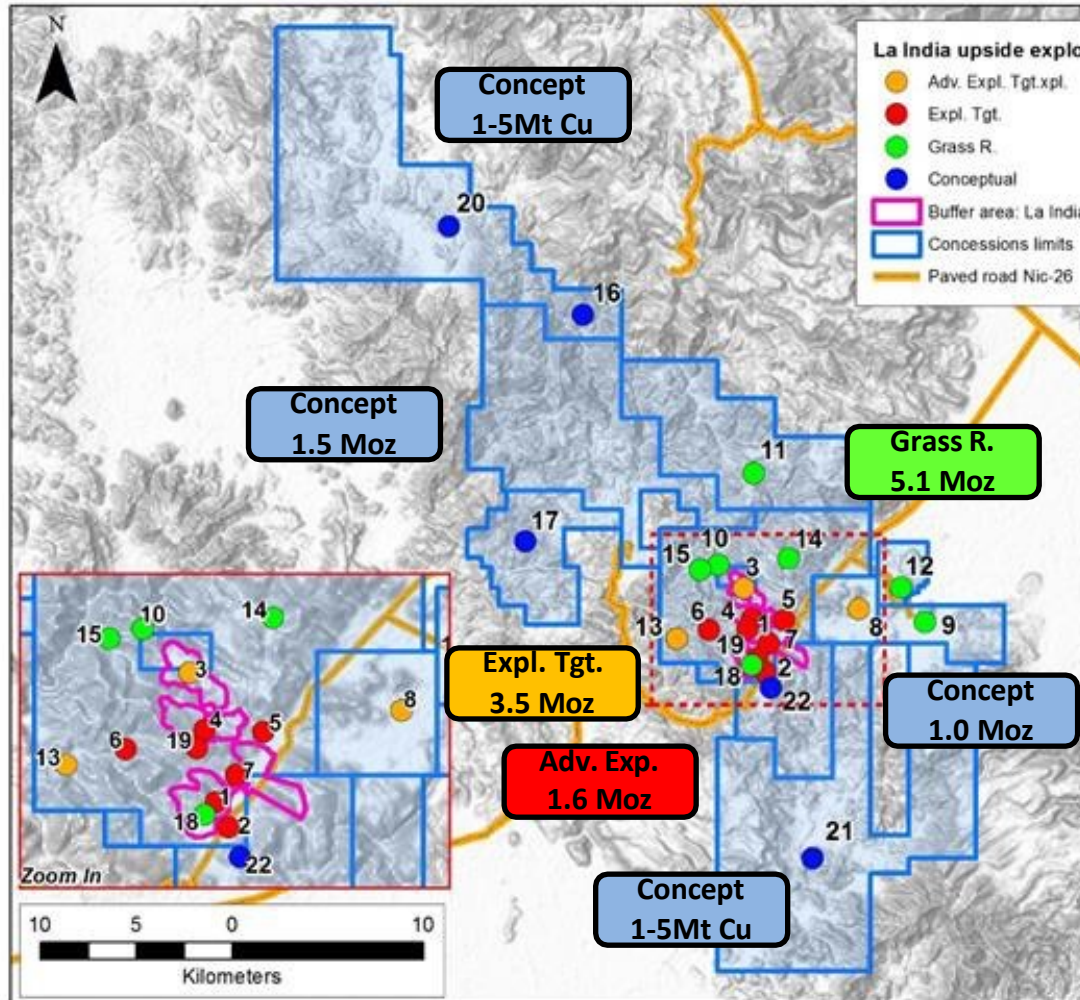 N
La India upside explo
Adv. Expl. Tgt.xpl.
Expl. Tgt.
Grass R.
Conceptual
Buffer area: La India
Concessions limits
Paved road Nic-26
Concept
1-5Mt Cu
20
16
Concept
1.5 Moz
11
Grass R.
5.1 Moz
17
10
14
15
3
12
6
4
5
1
13
19
7
8
9
18
2
22
Expl. Tgt.
3.5 Moz
Concept
1.0 Moz
Adv. Exp.
1.6 Moz
21
Concept
1-5Mt Cu
10
14
15
1
3
8
4
5
6
19
13
7
1
18
2
22
Zoom In
10 5 0 10
Kilometers